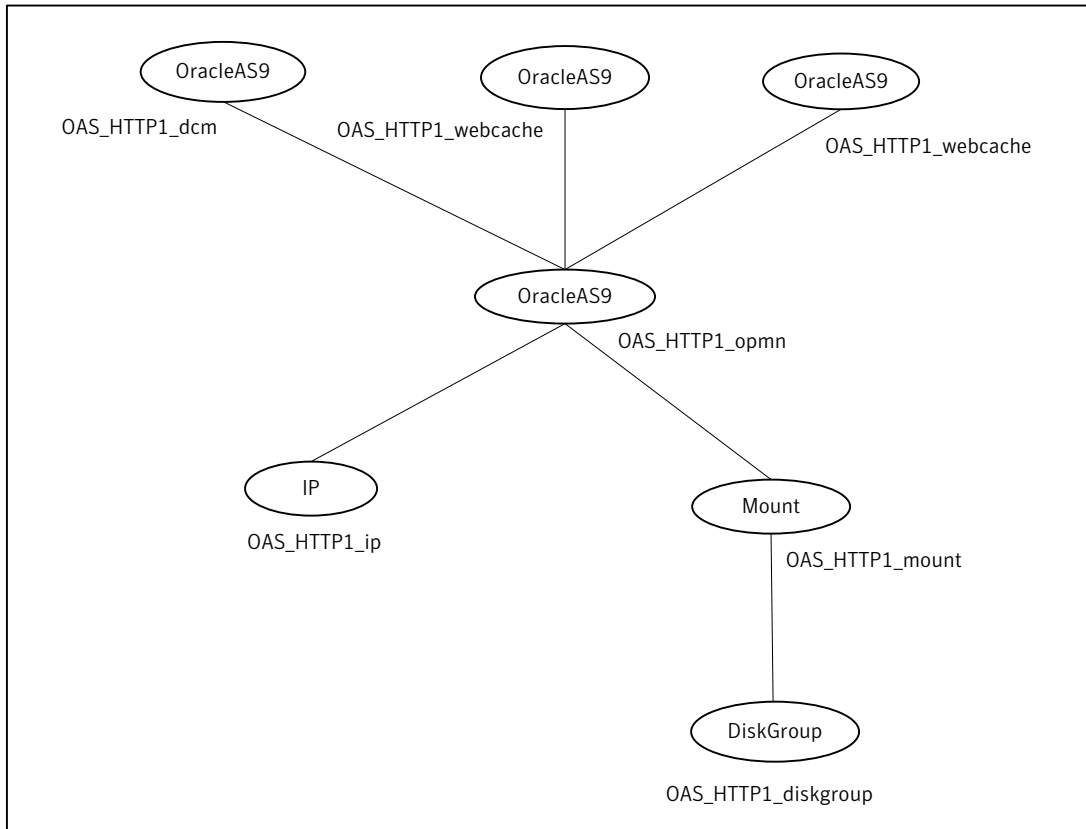 OracleAS9
OracleAS9
OracleAS9
OAS_HTTP1_dcm
OAS_HTTP1_webcache
OAS_HTTP1_webcache
OracleAS9
OAS_HTTP1_opmn
IP
OAS_HTTP1_ip
Mount
OAS_HTTP1_mount
DiskGroup
OAS_HTTP1_diskgroup